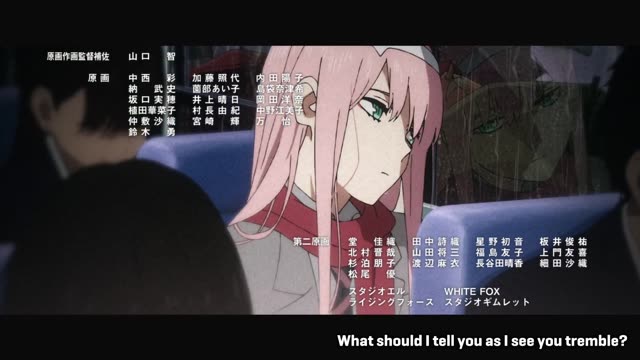 原画作画監督補佐 山口 智
原画 中西 彩 加藤照代 内田陽子
納 武史 薗部あい子 島袋奈津希
坂口実穂 井上晴日 岡田洋奈
植田華菜子 村長由紀 中野江美子
仲敷沙織 宮崎 輝 万 怡
鈴木 勇
第二原画 堂 佳織 田中詩織 星野初音 板井俊祐
北村晋哉 山田将三 福島友子 上門友喜
杉泊朋子 渡辺麻衣 長谷田晴香 細田沙織
松尾 優
スタジオエル WHITE FOX
ライジングフォース スタジオギムレット
What should I tell you as I see you tremble?